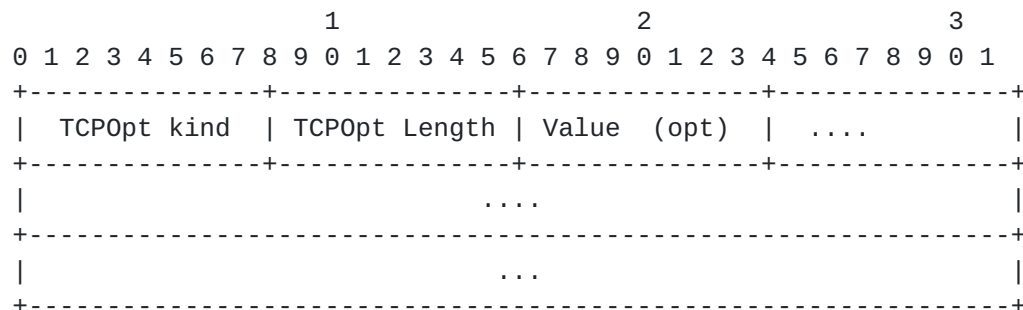 1                   2                   3
 0 1 2 3 4 5 6 7 8 9 0 1 2 3 4 5 6 7 8 9 0 1 2 3 4 5 6 7 8 9 0 1
 +---------------+---------------+---------------+---------------+
 |  TCPOpt kind  | TCPOpt Length | Value  (opt)  |  ....         |
 +---------------+---------------+---------------+---------------+
 |                             ....                              |
 +---------------------------------------------------------------+
 |                              ...                              |
 +---------------------------------------------------------------+